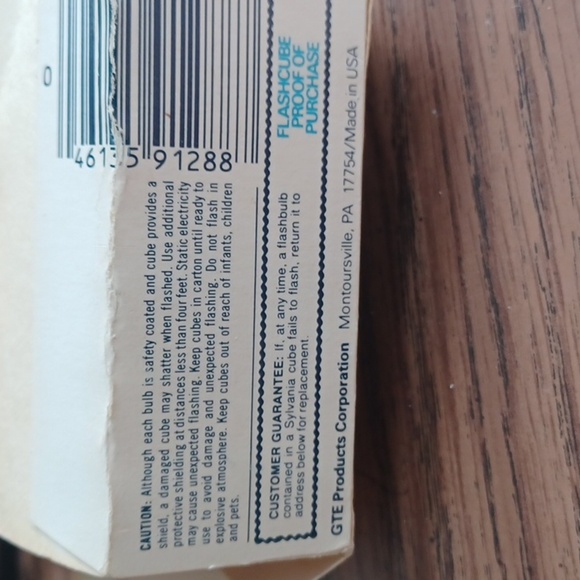 0
46135 91288
CAUTION: Although each bulb is safety coated and cube provides a
shield, a damaged cube may shatter when flashed. Use additional
protective shielding at distances less than four feet. Static electricity
may cause unexpected flashing. Keep cubes in carton until ready to
use to avoid damage and unexpected flashing. Do not flash in
explosive atmosphere. Keep cubes out of reach of infants, children
and pets.
CUSTOMER GUARANTEE: If, at any time, a flashbulb
contained in a Sylvania cube fails to flash, return it to
address below for replacement.
FLASHCUBE
PROOF OF
PURCHASE
GTE Products Corporation Montoursville, PA 17754/Made in USA